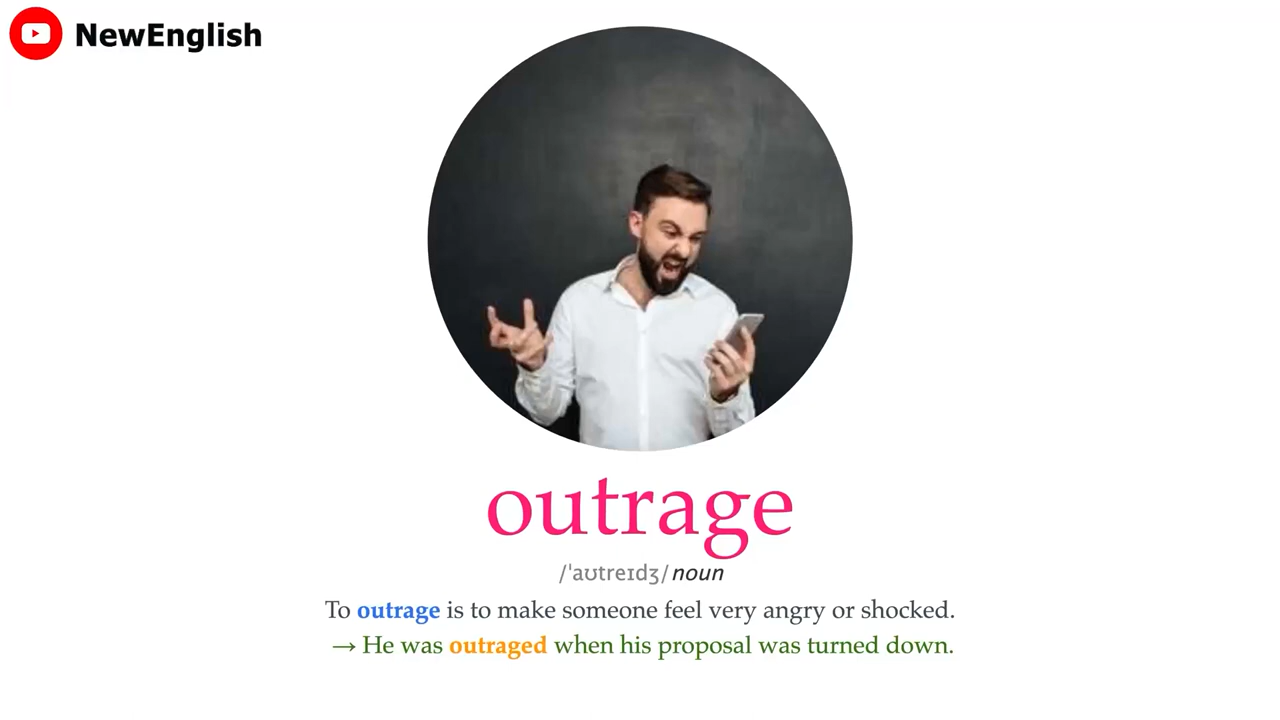 NewEnglish
outrage
/ˈaʊtreɪdʒ/ noun
To outrage is to make someone feel very angry or shocked.
→ He was outraged when his proposal was turned down.